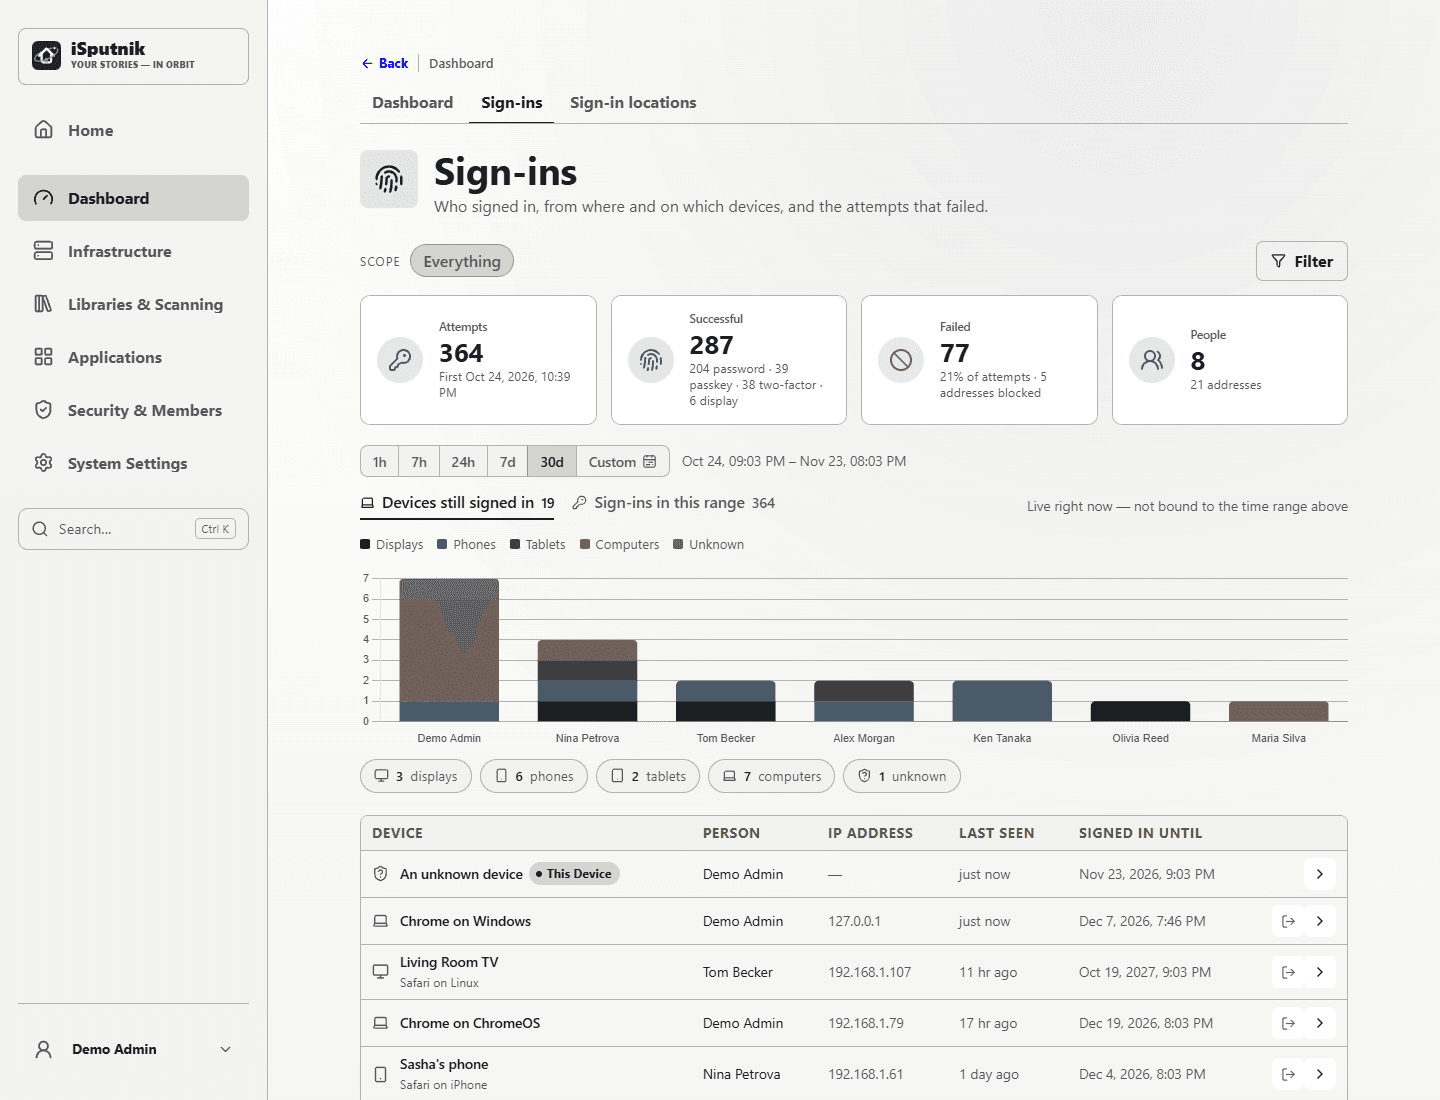 iSputnik
YOUR STORIES — IN ORBIT
Home
Dashboard
Infrastructure
Libraries & Scanning
Applications
Security & Members
System Settings
Search...
Ctrl K
Demo Admin
Back
Dashboard
Dashboard
Sign-ins
Sign-in locations
Sign-ins
Who signed in, from where and on which devices, and the attempts that failed.
SCOPE
Everything
Filter
Attempts
364
First Oct 24, 2026, 10:39
PM
Successful
287
204 password · 39
passkey · 38 two-factor ·
6 display
Failed
77
21% of attempts · 5
addresses blocked
People
8
21 addresses
1h
7h
24h
7d
30d
Custom
Oct 24, 09:03 PM – Nov 23, 08:03 PM
Devices still signed in 19
Sign-ins in this range 364
Live right now — not bound to the time range above
Displays
Phones
Tablets
Computers
Unknown
7
6
5
4
3
2
1
0
Demo Admin
Nina Petrova
Tom Becker
Alex Morgan
Ken Tanaka
Olivia Reed
Maria Silva
3 displays
6 phones
2 tablets
7 computers
1 unknown
DEVICE PERSON IP ADDRESS LAST SEEN SIGNED IN UNTIL
An unknown device This Device Demo Admin — just now Nov 23, 2026, 9:03 PM
Chrome on Windows Demo Admin 127.0.0.1 just now Dec 7, 2026, 7:46 PM
Living Room TV
Safari on Linux
Tom Becker 192.168.1.107 11 hr ago Oct 19, 2027, 9:03 PM
Chrome on ChromeOS Demo Admin 192.168.1.79 17 hr ago Dec 19, 2026, 8:03 PM
Sasha's phone
Safari on iPhone
Nina Petrova 192.168.1.61 1 day ago Dec 4, 2026, 8:03 PM